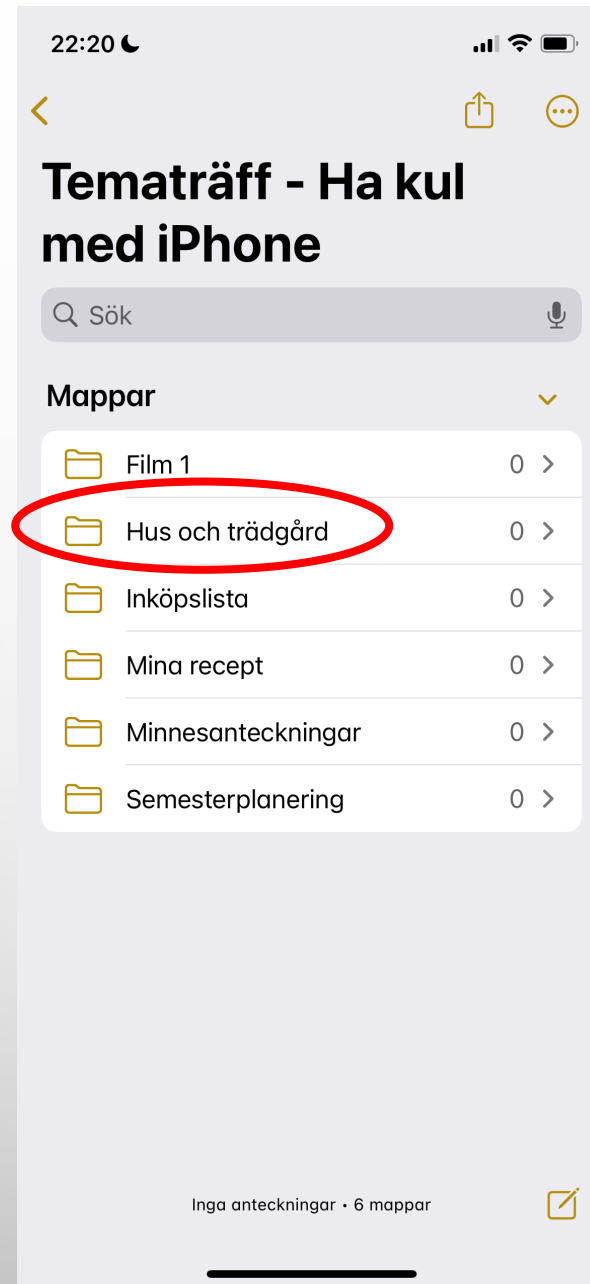 22:20
Tematräff - Ha kul
med iPhone
Sök
Mappar
Film 1 0
Hus och trädgård 0
Inköpslista 0
Mina recept 0
Minnesanteckningar 0
Semesterplanering 0
Inga anteckningar • 6 mappar